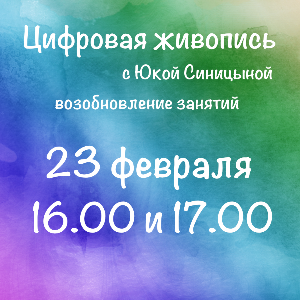 Цифровая живопись
с Юкой Синицыной
возобновление занятий
23 февраля
16.00 и 17.00